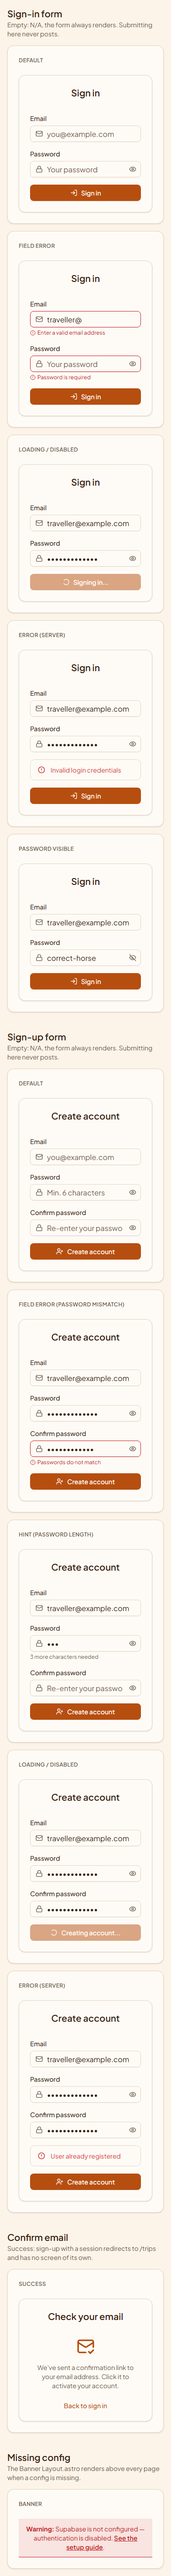 Sign-in form
Empty: N/A, the form always renders. Submitting
here never posts.
DEFAULT
Sign in
Email
you@example.com
Password
Your password
Sign in
FIELD ERROR
Sign in
Email
traveller@
Enter a valid email address
Password
Your password
Password is required
Sign in
LOADING / DISABLED
Sign in
Email
traveller@example.com
Password
•••••••••••••
Signing in...
ERROR (SERVER)
Sign in
Email
traveller@example.com
Password
•••••••••••••
Invalid login credentials
Sign in
PASSWORD VISIBLE
Sign in
Email
traveller@example.com
Password
correct-horse
Sign in
Sign-up form
Empty: N/A, the form always renders. Submitting
here never posts.
DEFAULT
Create account
Email
you@example.com
Password
Min. 6 characters
Confirm password
Re-enter your passwo
Create account
FIELD ERROR (PASSWORD MISMATCH)
Create account
Email
traveller@example.com
Password
•••••••••••••
Confirm password
••••••••••••
Passwords do not match
Create account
HINT (PASSWORD LENGTH)
Create account
Email
traveller@example.com
Password
•••
3 more characters needed
Confirm password
Re-enter your passwo
Create account
LOADING / DISABLED
Create account
Email
traveller@example.com
Password
•••••••••••••
Confirm password
•••••••••••••
Creating account...
ERROR (SERVER)
Create account
Email
traveller@example.com
Password
•••••••••••••
Confirm password
•••••••••••••
User already registered
Create account
Confirm email
Success: sign-up with a session redirects to /trips
and has no screen of its own.
SUCCESS
Check your email
We've sent a confirmation link to
your email address. Click it to
activate your account.
Back to sign in
Missing config
The Banner Layout.astro renders above every page
when a config is missing.
BANNER
Warning: Supabase is not configured —
authentication is disabled. See the
setup guide.